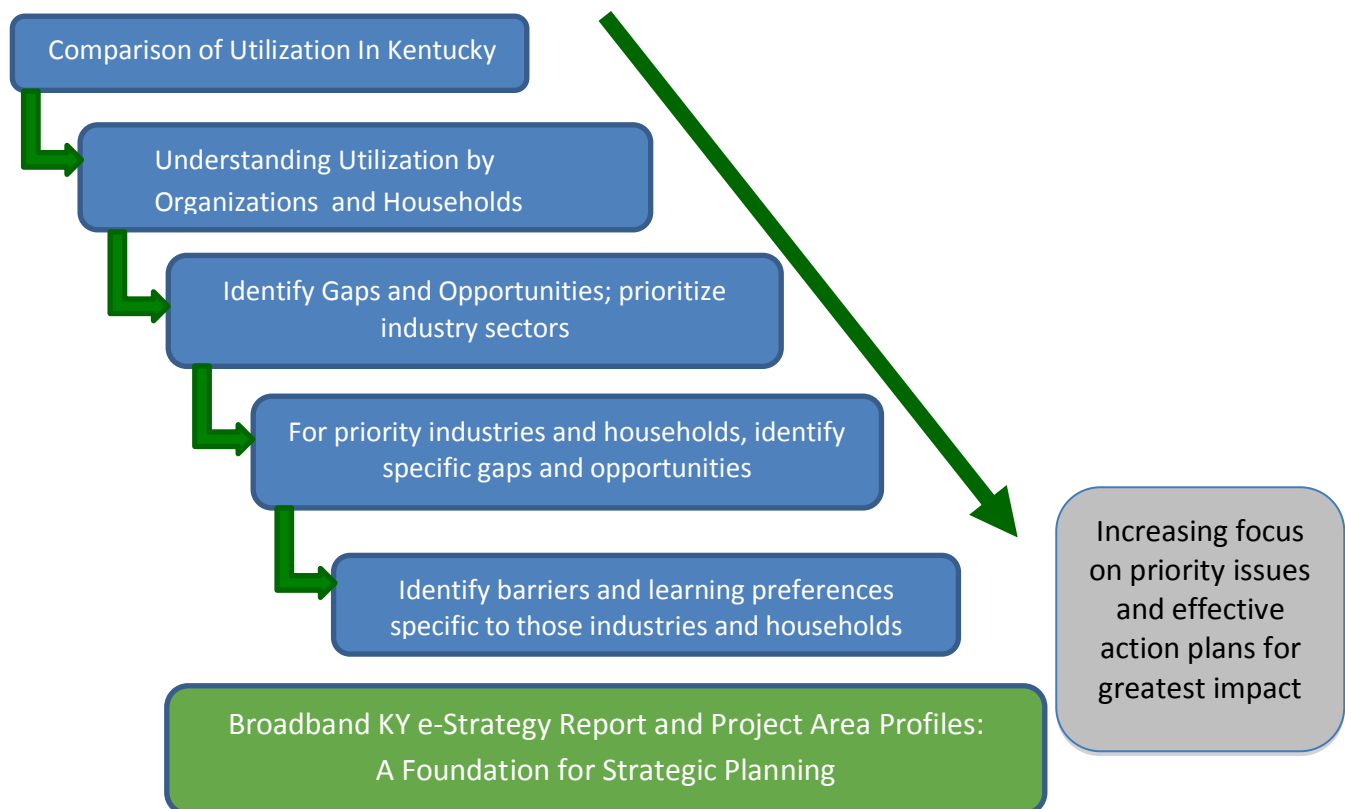 Comparison of Utilization In Kentucky
Understanding Utilization by
Organizations and Households
Identify Gaps and Opportunities; prioritize
industry sectors
For priority industries and households, identify
specific gaps and opportunities
Identify barriers and learning preferences
specific to those industries and households
Increasing focus
on priority issues
and effective
action plans for
greatest impact
Broadband KY e-Strategy Report and Project Area Profiles:
A Foundation for Strategic Planning